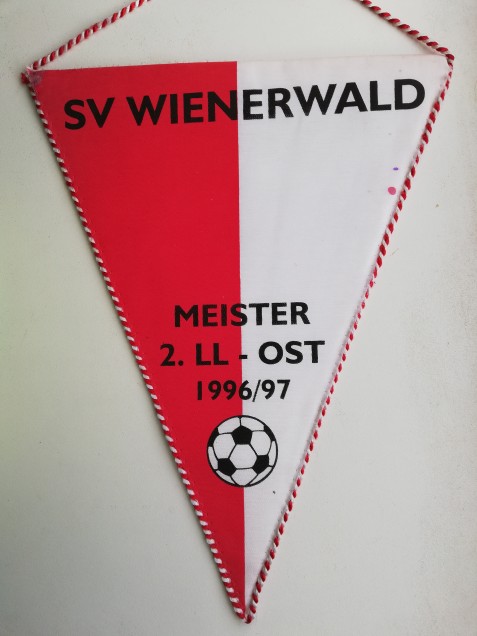 SV WIENERWALD
MEISTER
2. LL - OST
1996/97